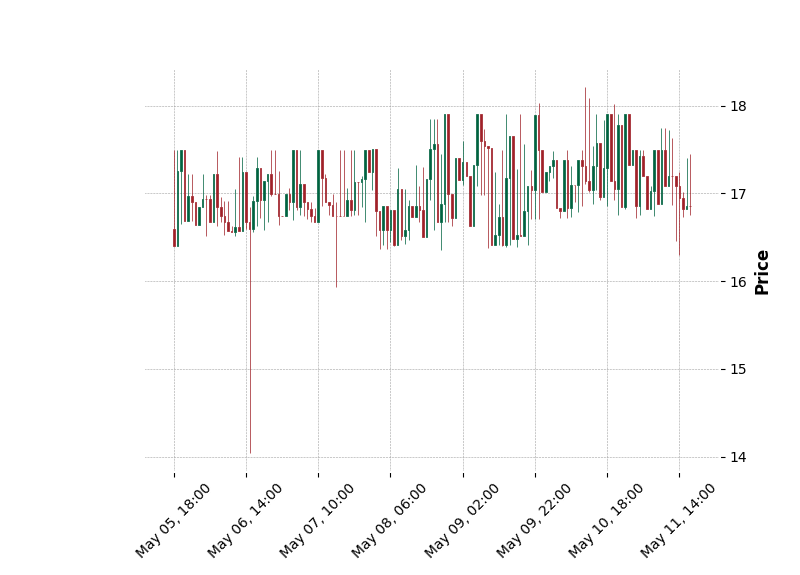 18
17
16
15
14
Price
May 05, 18:00
May 06, 14:00
May 07, 10:00
May 08, 06:00
May 09, 02:00
May 09, 22:00
May 10, 18:00
May 11, 14:00